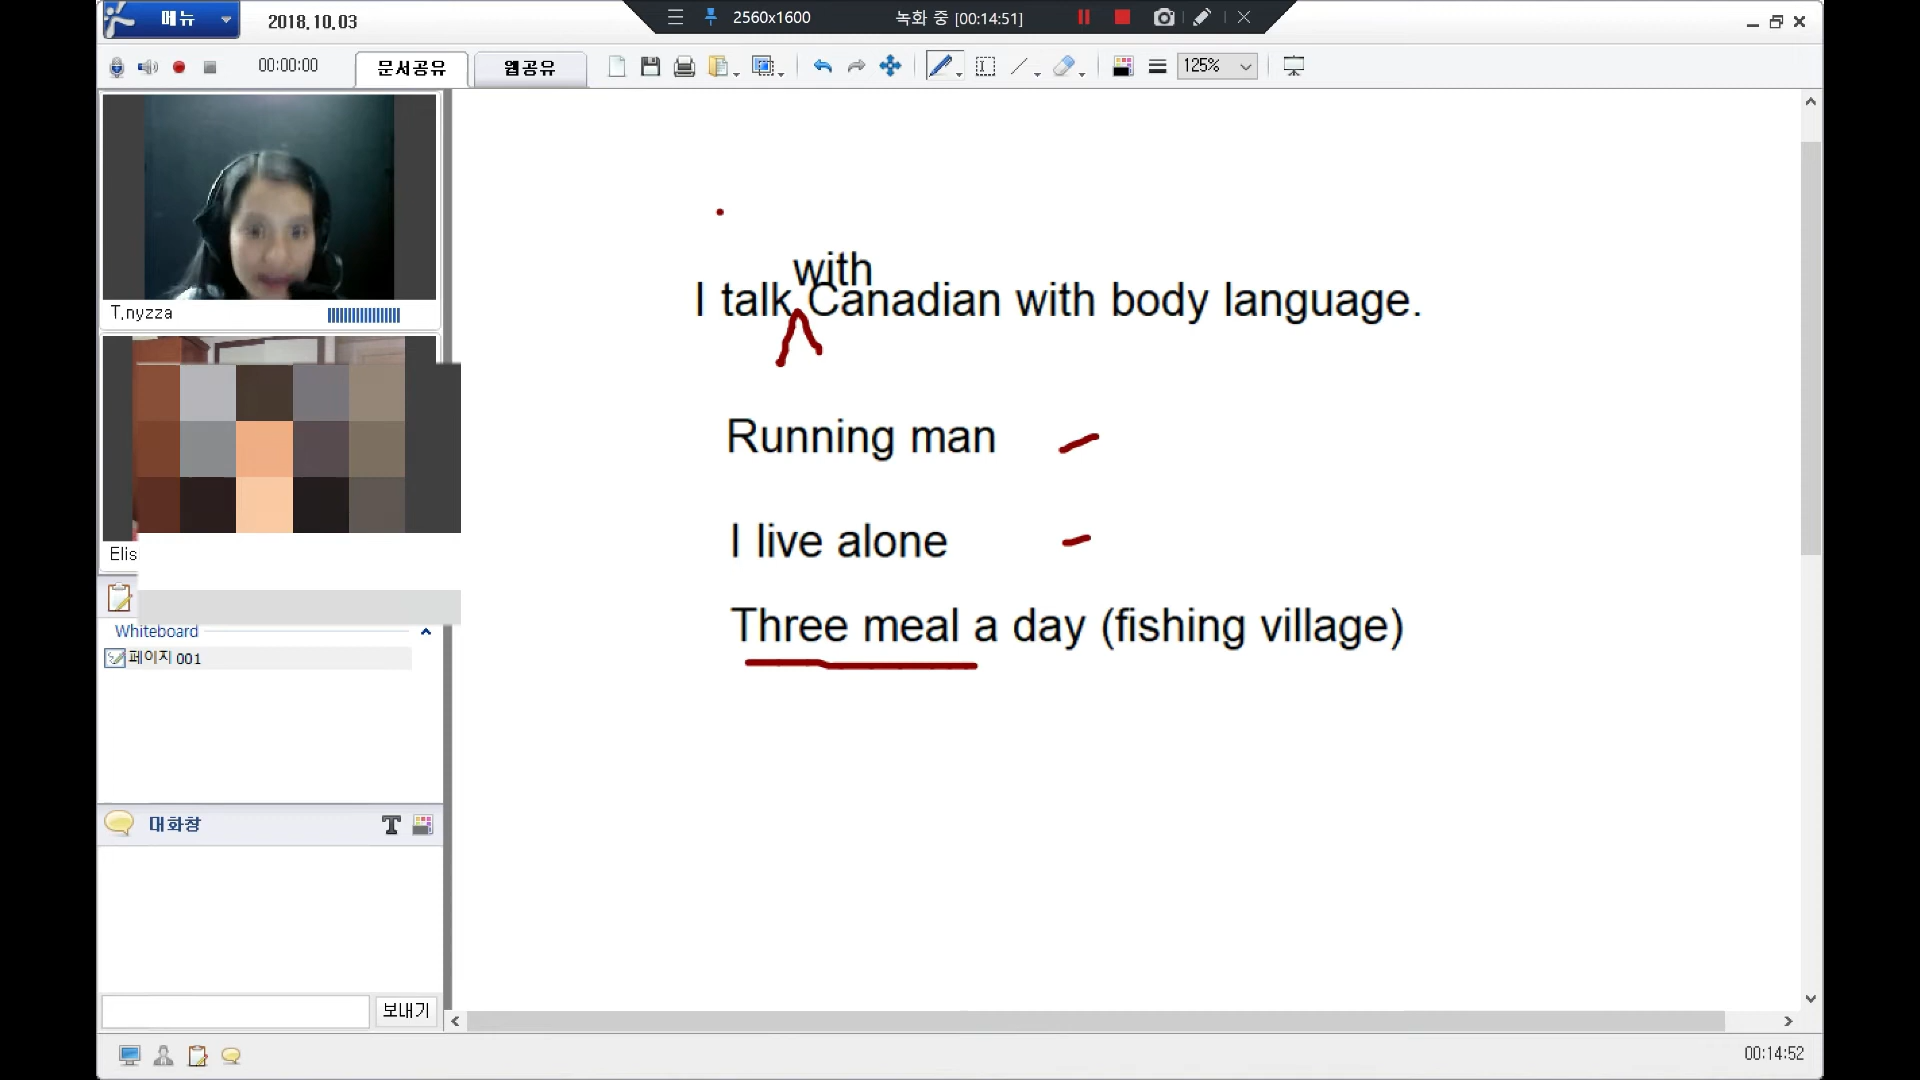 메뉴
2018.10.03
2560x1600
녹화 중 [00:14:51]
00:00:00
문서공유
웹공유
125%
T.nyzza
Elis
Whiteboard
페이지 001
대화창
T
보내기
with
I talk Canadian with body language.
Running man
I live alone
Three meal a day (fishing village)
00:14:52